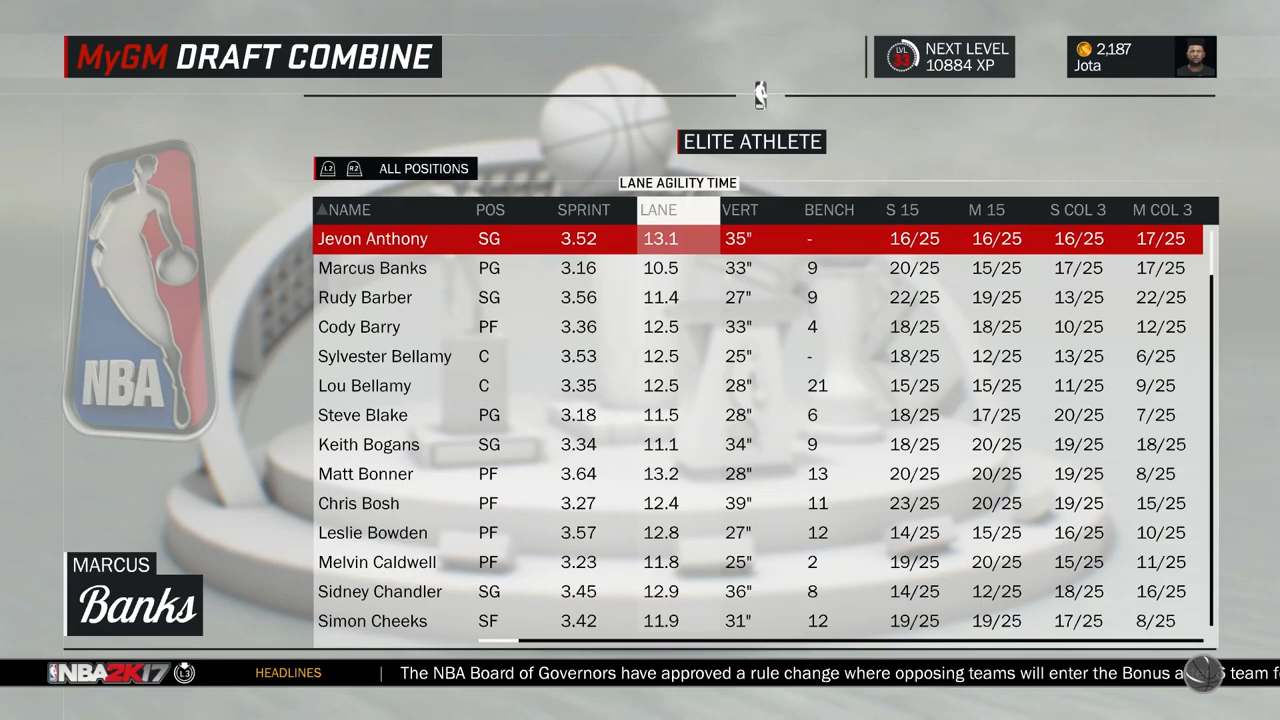 MyGM DRAFT COMBINE
LVL 33 NEXT LEVEL 10884 XP
2,187
Jota
ELITE ATHLETE
L2 R2 ALL POSITIONS
LANE AGILITY TIME
NAME POS SPRINT LANE VERT BENCH S 15 M 15 S COL 3 M COL 3
Jevon Anthony SG 3.52 13.1 35" - 16/25 16/25 16/25 17/25
Marcus Banks PG 3.16 10.5 33" 9 20/25 15/25 17/25 17/25
Rudy Barber SG 3.56 11.4 27" 9 22/25 19/25 13/25 22/25
Cody Barry PF 3.36 12.5 33" 4 18/25 18/25 10/25 12/25
Sylvester Bellamy C 3.53 12.5 25" - 18/25 12/25 13/25 6/25
Lou Bellamy C 3.35 12.5 28" 21 15/25 15/25 11/25 9/25
Steve Blake PG 3.18 11.5 28" 6 18/25 17/25 20/25 7/25
Keith Bogans SG 3.34 11.1 34" 9 18/25 20/25 19/25 18/25
Matt Bonner PF 3.64 13.2 28" 13 20/25 20/25 19/25 8/25
Chris Bosh PF 3.27 12.4 39" 11 23/25 20/25 19/25 15/25
Leslie Bowden PF 3.57 12.8 27" 12 14/25 15/25 16/25 10/25
Melvin Caldwell PF 3.23 11.8 25" 2 19/25 20/25 15/25 11/25
Sidney Chandler SG 3.45 12.9 36" 8 14/25 12/25 18/25 16/25
Simon Cheeks SF 3.42 11.9 31" 12 19/25 19/25 17/25 8/25
NBA
MARCUS
Banks
NBA2K17 L3 HEADLINES The NBA Board of Governors have approved a rule change where opposing teams will enter the Bonus team